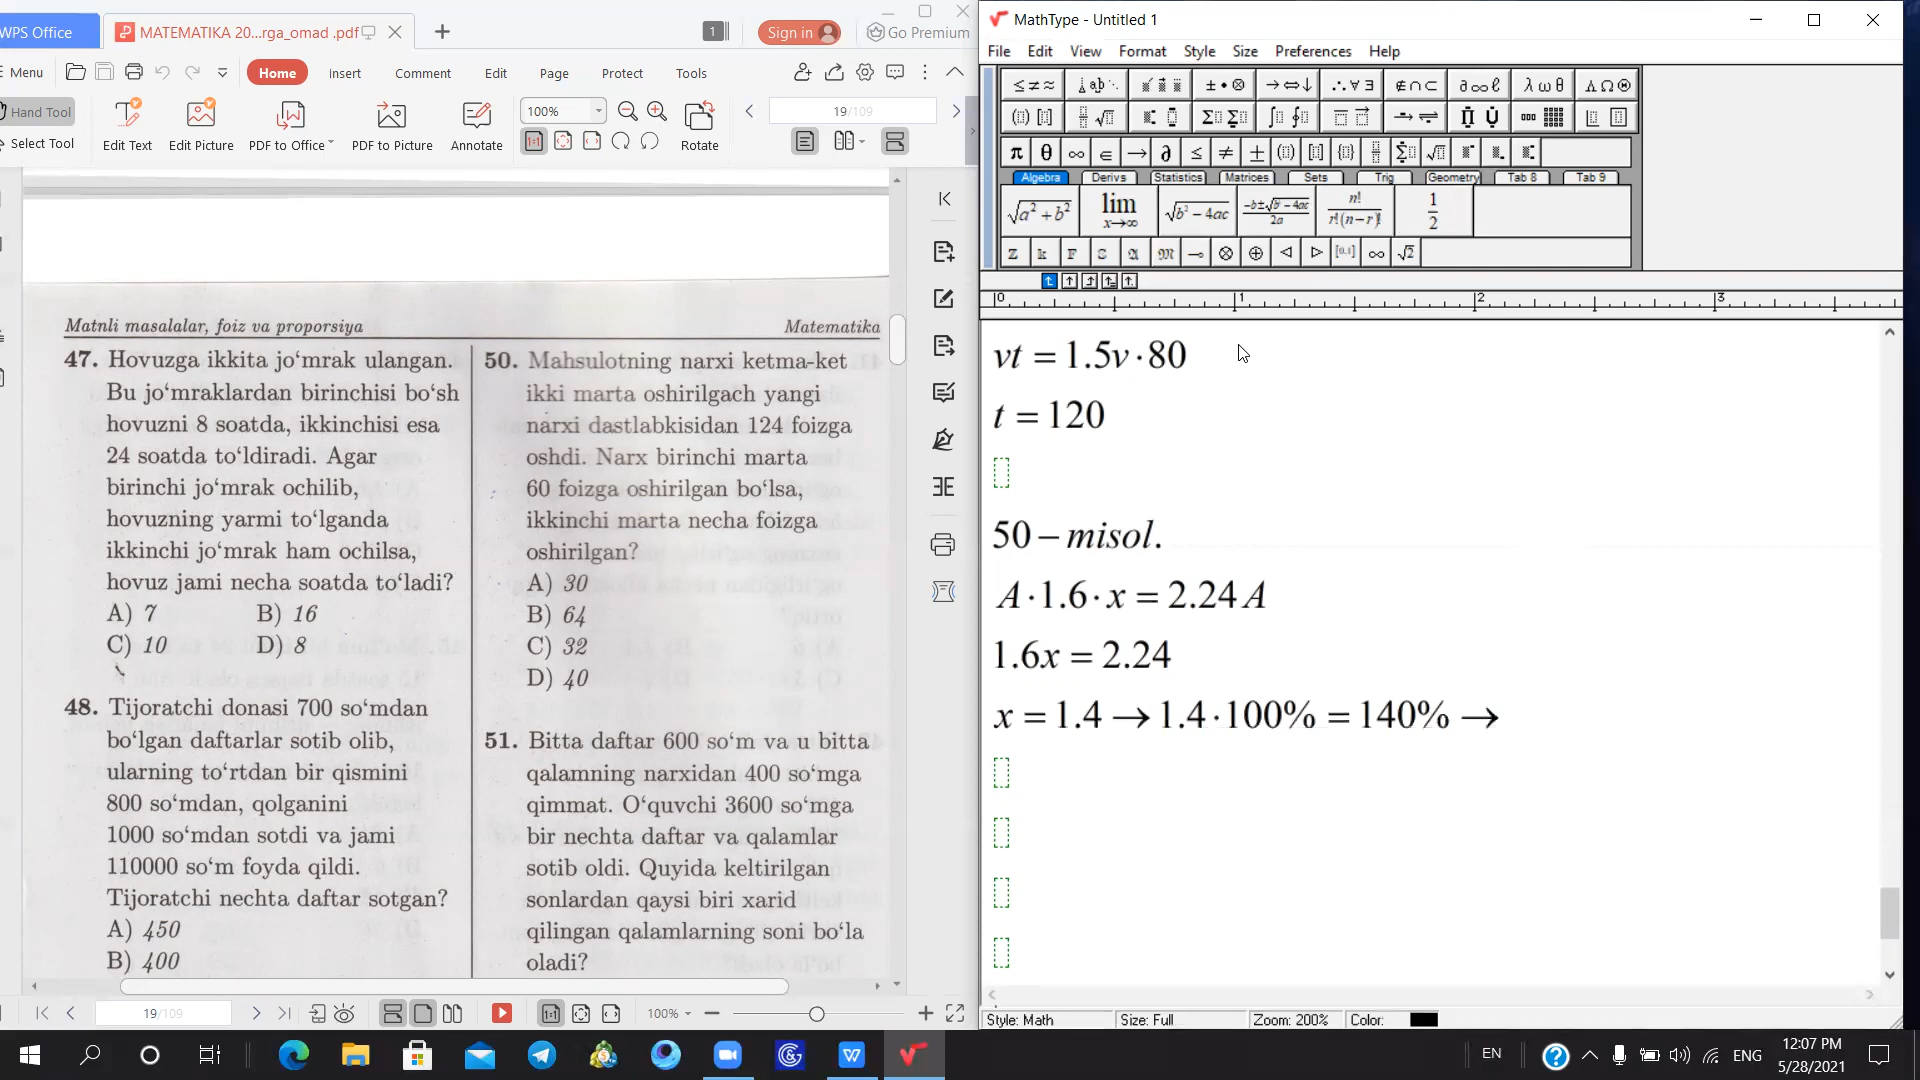 WPS Office
MATEMATIKA 20...rga_omad .pdf
1
Sign in
Go Premium
Menu
Home
Insert
Comment
Edit
Page
Protect
Tools
Hand Tool
Select Tool
Edit Text
Edit Picture
PDF to Office
PDF to Picture
Annotate
100%
Rotate
19/109
Matnli masalalar, foiz va proporsiya
Matematika
47. Hovuzga ikkita jo‘mrak ulangan.
Bu jo‘mraklardan birinchisi bo‘sh
hovuzni 8 soatda, ikkinchisi esa
24 soatda to‘ldiradi. Agar
birinchi jo‘mrak ochilib,
hovuzning yarmi to‘lganda
ikkinchi jo‘mrak ham ochilsa,
hovuz jami necha soatda to‘ladi?
A) 7 B) 16
C) 10 D) 8
48. Tijoratchi donasi 700 so‘mdan
bo‘lgan daftarlar sotib olib,
ularning to‘rtdan bir qismini
800 so‘mdan, qolganini
1000 so‘mdan sotdi va jami
110000 so‘m foyda qildi.
Tijoratchi nechta daftar sotgan?
A) 450
B) 400
50. Mahsulotning narxi ketma-ket
ikki marta oshirilgach yangi
narxi dastlabkisidan 124 foizga
oshdi. Narx birinchi marta
60 foizga oshirilgan bo‘lsa,
ikkinchi marta necha foizga
oshirilgan?
A) 30
B) 64
C) 32
D) 40
51. Bitta daftar 600 so‘m va u bitta
qalamning narxidan 400 so‘mga
qimmat. O‘quvchi 3600 so‘mga
bir nechta daftar va qalamlar
sotib oldi. Quyida keltirilgan
sonlardan qaysi biri xarid
qilingan qalamlarning soni bo‘la
oladi?
19/109
100%
MathType - Untitled 1
File Edit View Format Style Size Preferences Help
Algebra Derivs Statistics Matrices Sets Trig Geometry Tab 8 Tab 9
0 1 2 3
vt = 1.5v · 80
t = 120
50 – misol.
A · 1.6 · x = 2.24 A
1.6x = 2.24
x = 1.4 → 1.4 · 100% = 140% →
Style: Math
Size: Full
Zoom: 200%
Color:
EN
ENG
12:07 PM
5/28/2021